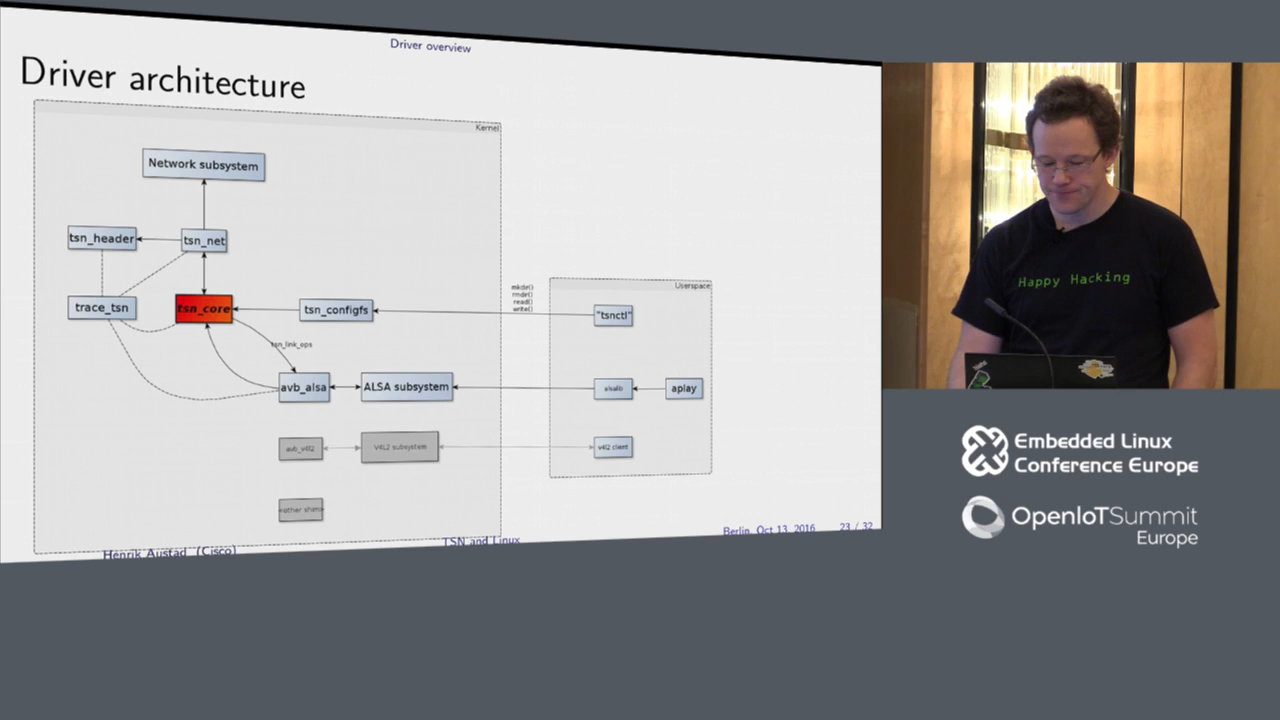 Driver overview
Driver architecture
Kernel
Network subsystem
tsn_header
tsn_net
trace_tsn
tsn_core
tsn_configfs
mkdir()
rmdir()
read()
write()
Userspace
"tsnctl"
tsn_link_ops
avb_alsa
ALSA subsystem
alsalib
aplay
avb_v4l2
V4L2 subsystem
v4l2 client
<other shims
Henrik Austad (Cisco)
TSN and Linux
Berlin, Oct 13, 2016
23 / 32
Happy Hacking
Embedded Linux
Conference Europe
OpenIoTSummit
Europe